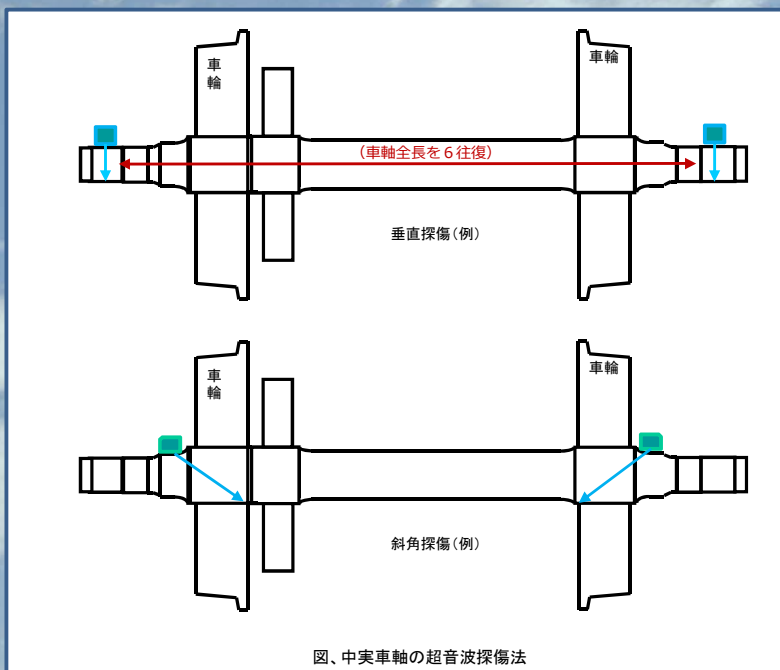 車輪
車輪
(車軸全長を６往復)
垂直探傷(例)
車輪
車輪
斜角探傷(例)
図、中実車軸の超音波探傷法